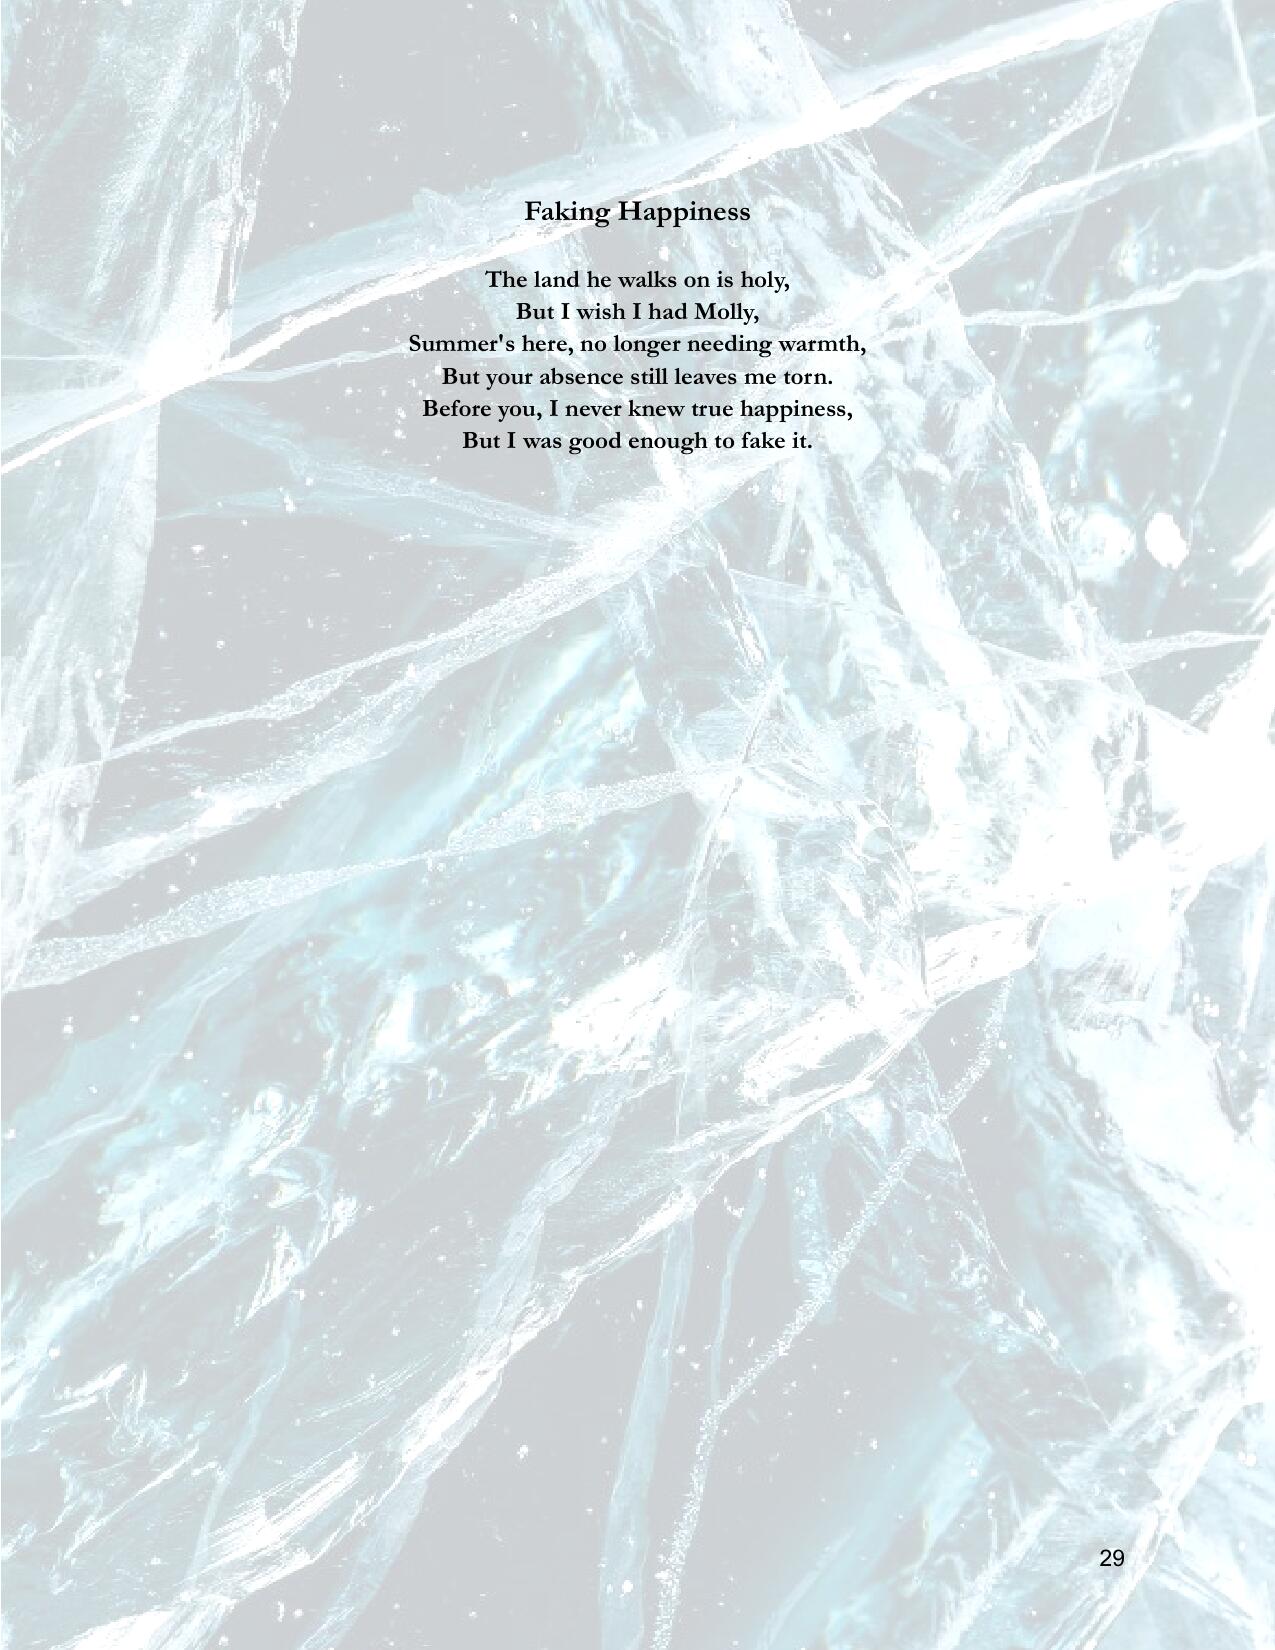 Faking Happiness
The land he walks on is holy,
But I wish I had Molly,
Summer's here, no longer needing warmth,
But your absence still leaves me torn.
Before you, I never knew true happiness,
But I was good enough to fake it.
29